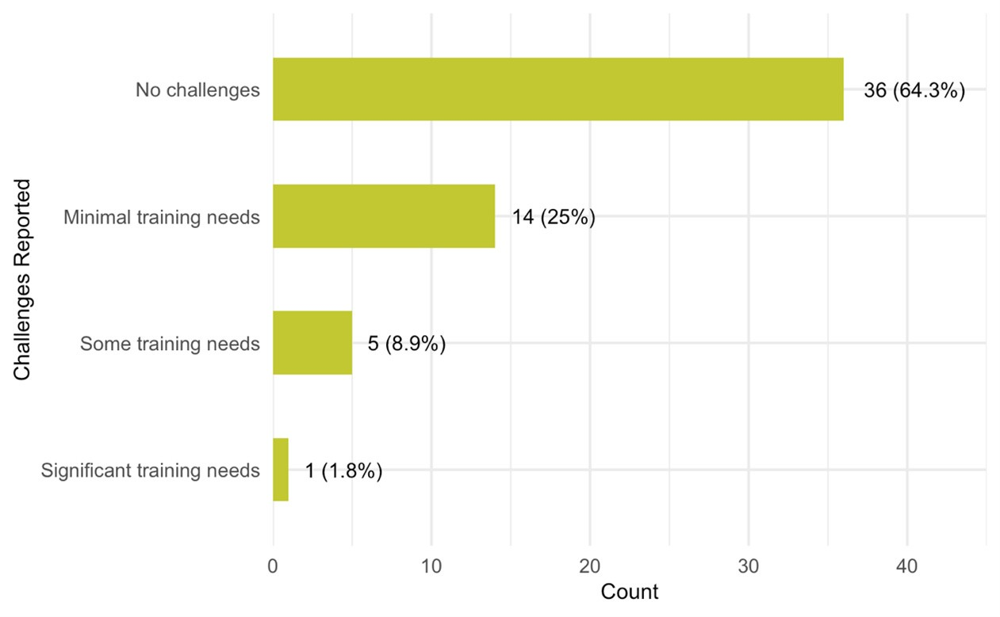 Challenges Reported
No challenges
36 (64.3%)
Minimal training needs
14 (25%)
Some training needs
5 (8.9%)
Significant training needs
1 (1.8%)
0
10
20
30
40
Count